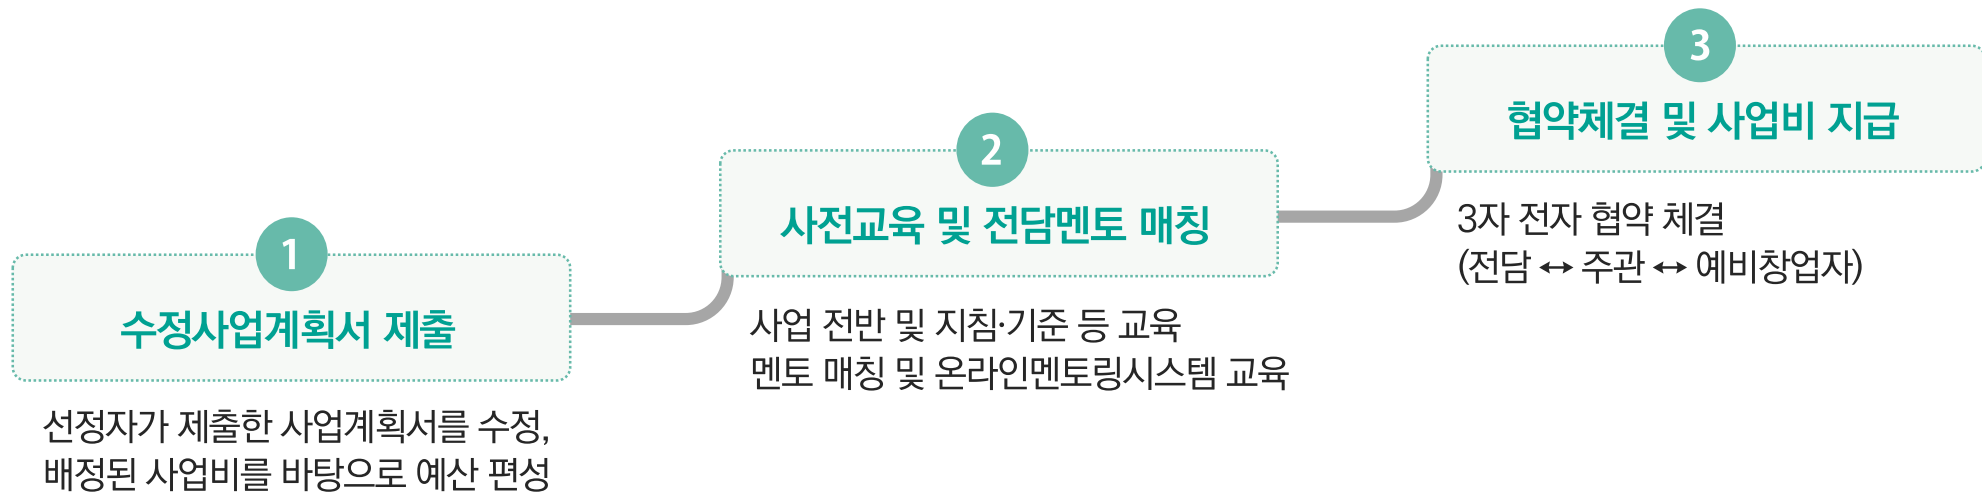 1
수정사업계획서 제출
선정자가 제출한 사업계획서를 수정,
배정된 사업비를 바탕으로 예산 편성
2
사전교육 및 전담멘토 매칭
사업 전반 및 지침·기준 등 교육
멘토 매칭 및 온라인멘토링시스템 교육
3
협약체결 및 사업비 지급
3자 전자 협약 체결
(전담 ↔ 주관 ↔ 예비창업자)